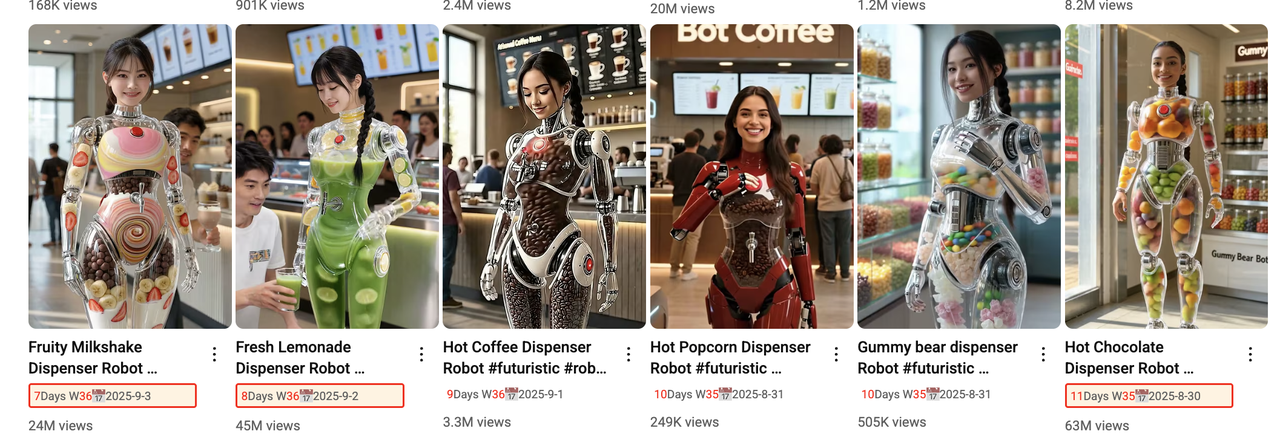 168K views
901K views
2.4M views
20M views
1.2M views
8.2M views
Bot Coffee
Gummy
Gummy Bear Bot
Fruity Milkshake
Dispenser Robot ...
7Days W36📅2025-9-3
24M views
Fresh Lemonade
Dispenser Robot ...
8Days W36📅2025-9-2
45M views
Hot Coffee Dispenser
Robot #futuristic #rob...
9Days W36📅2025-9-1
3.3M views
Hot Popcorn Dispenser
Robot #futuristic ...
10Days W35📅2025-8-31
249K views
Gummy bear dispenser
Robot #futuristic ...
10Days W35📅2025-8-31
505K views
Hot Chocolate
Dispenser Robot ...
11Days W35📅2025-8-30
63M views